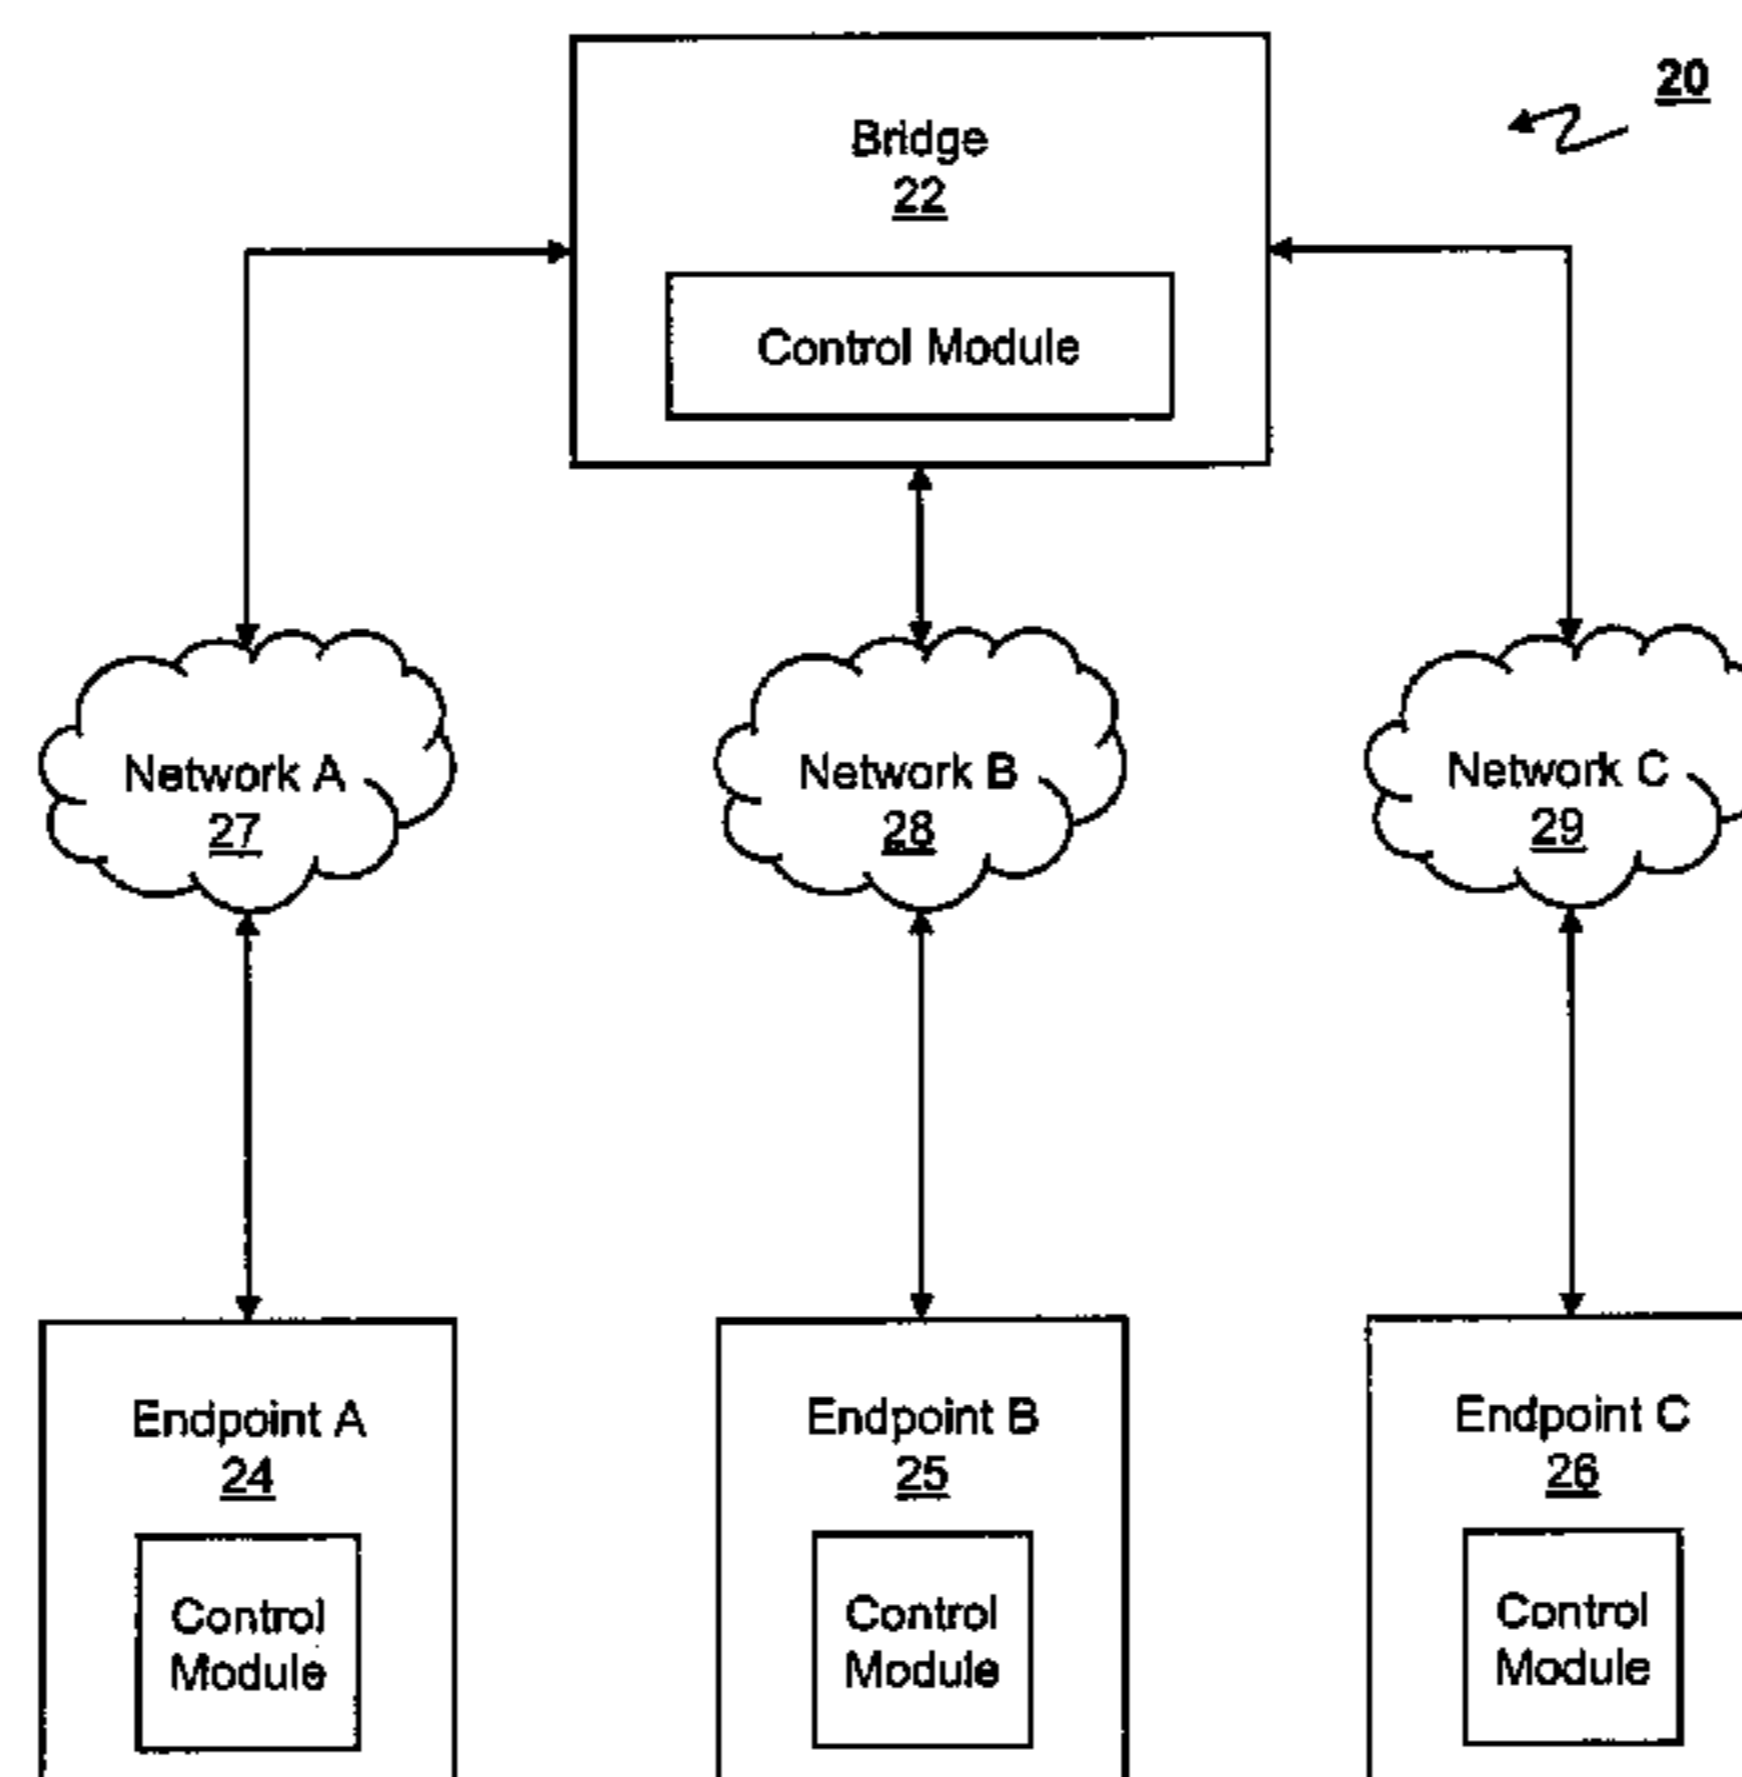 20
Bridge
22
Control Module
Network A
27
Network B
28
Network C
29
Endpoint A
24
Control
Module
Endpoint B
25
Control
Module
Endpoint C
26
Control
Module